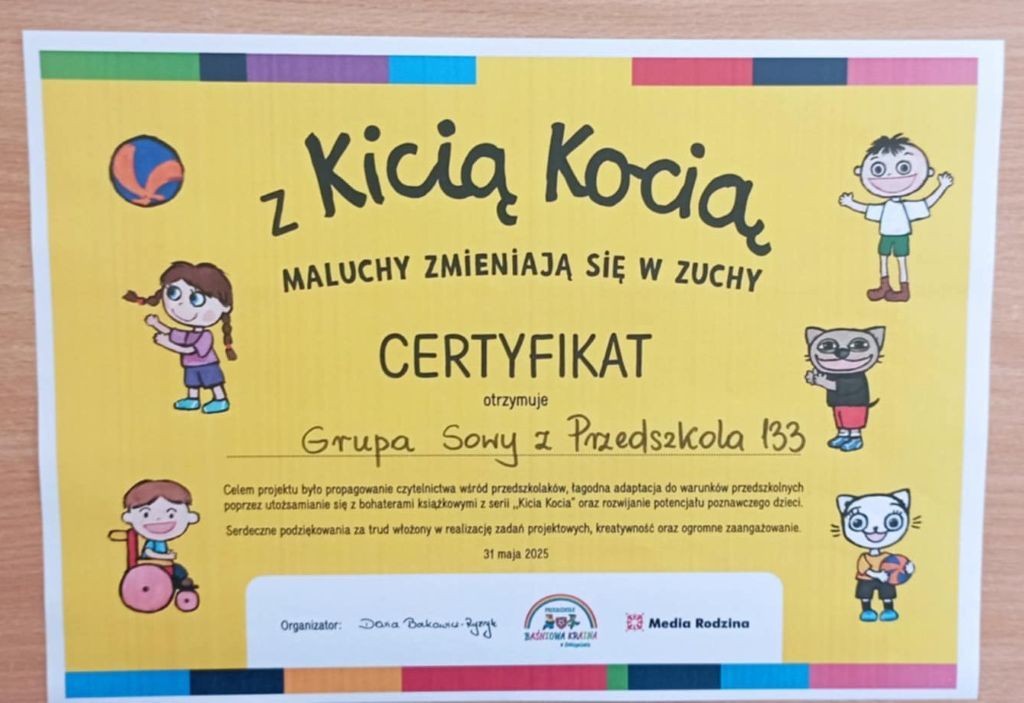 z Kicią Kocią
MALUCHY ZMIENIAJĄ SIĘ W ZUCHY
CERTYFIKAT
otrzymuje
Grupa Sowy z Przedszkola 133
Celem projektu było propagowanie czytelnictwa wśród przedszkolaków, łagodna adaptacja do warunków przedszkolnych
poprzez utożsamianie się z bohaterami książkowymi z serii „Kicia Kocia" oraz rozwijanie potencjału poznawczego dzieci.
Serdeczne podziękowania za trud włożony w realizację zadań projektowych, kreatywność oraz ogromne zaangażowanie.
31 maja 2025
Organizator: Daria
PRZEDSZKOLE
BAŚNIOWA KRAINA
Media Rodzina